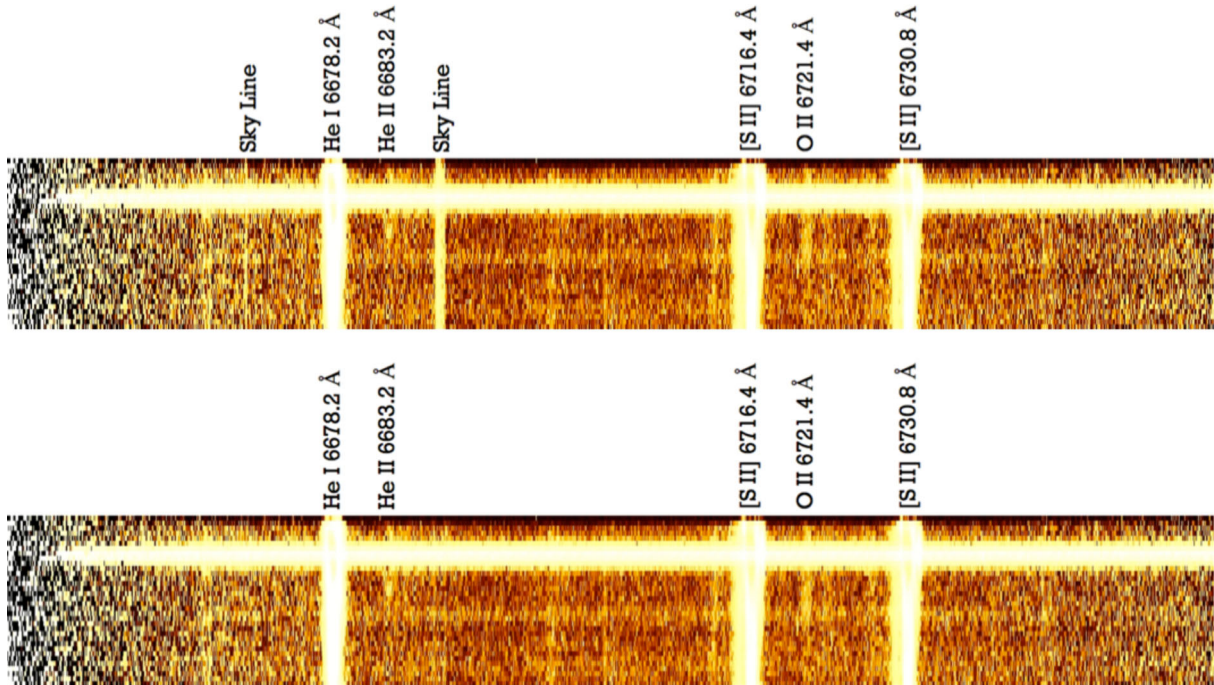 Sky Line
He I 6678.2 Å
He II 6683.2 Å
Sky Line
[S II] 6716.4 Å
O II 6721.4 Å
[S II] 6730.8 Å
He I 6678.2 Å
He II 6683.2 Å
[S II] 6716.4 Å
O II 6721.4 Å
[S II] 6730.8 Å